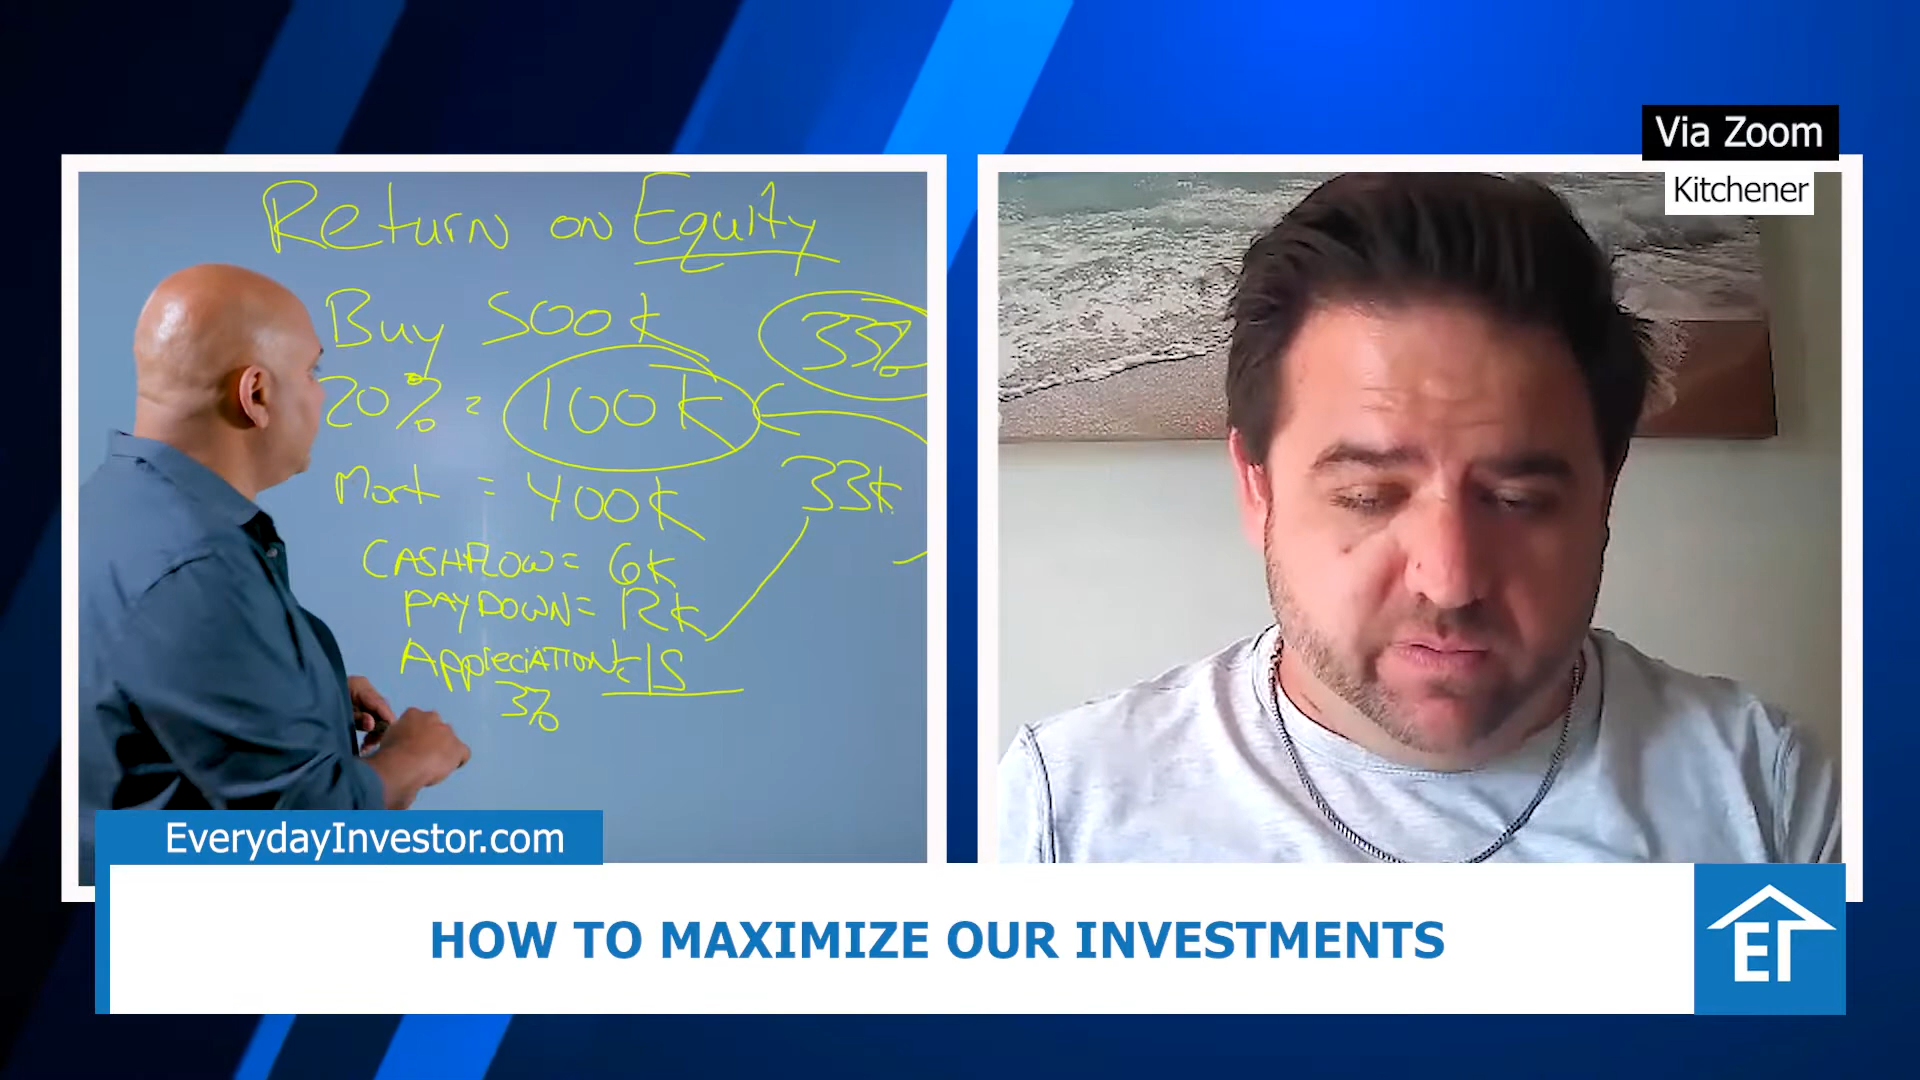 Via Zoom
Kitchener
Return on Equity
Buy 500k
33%
20% = 100k
33k
Mort = 400k
CASHFLOW = 6K
PAYDOWN = 12k
Appreciation = 15
3%
EverydayInvestor.com
HOW TO MAXIMIZE OUR INVESTMENTS
EI